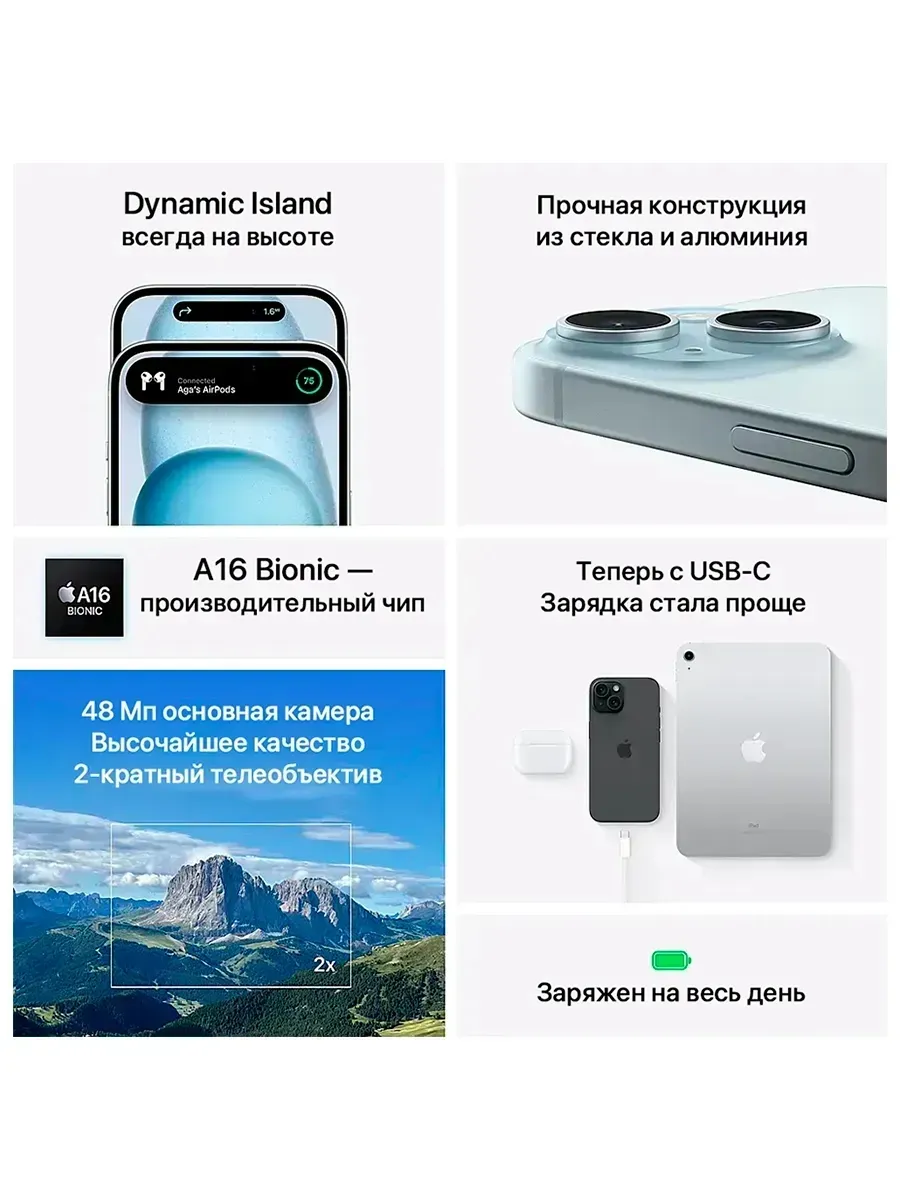 Dynamic Island
всегда на высоте
1.6
Connected
Aga's AirPods
75
Прочная конструкция
из стекла и алюминия
A16
BIONIC
A16 Bionic —
производительный чип
Теперь с USB-C
Зарядка стала проще
iPad
48 Мп основная камера
Высочайшее качество
2-кратный телеобъектив
2x
Заряжен на весь день